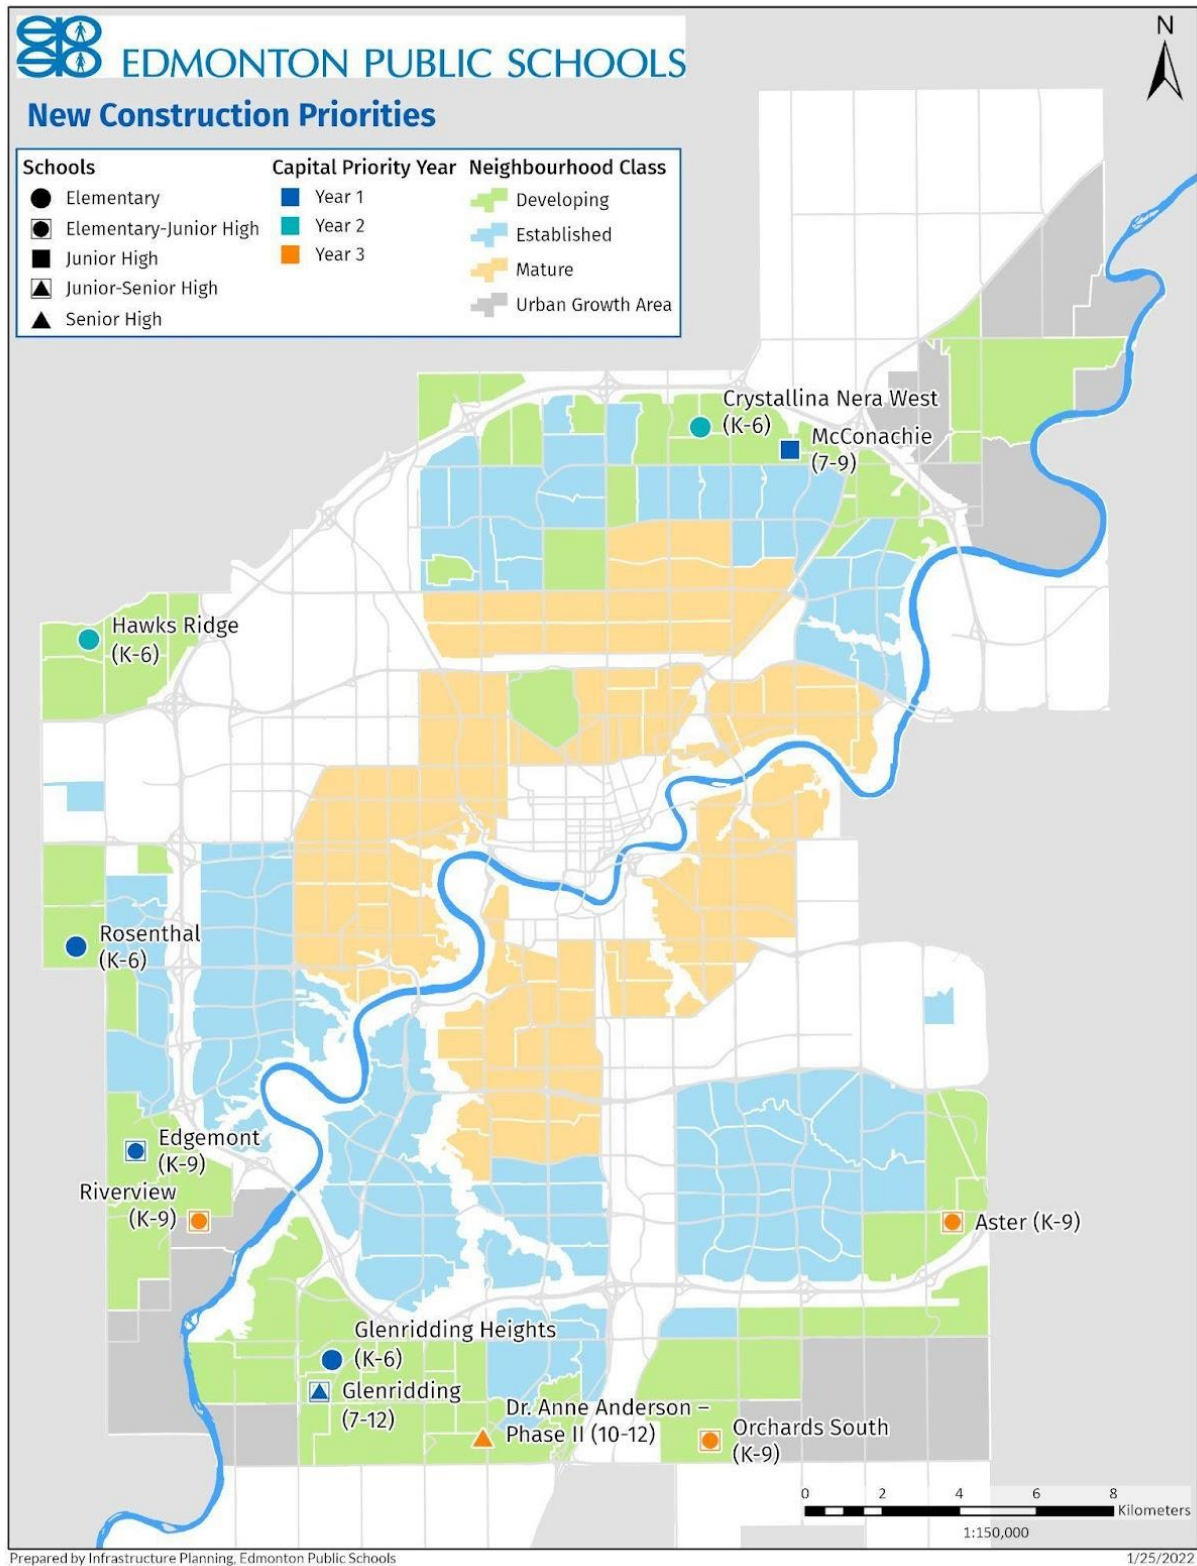 EDMONTON PUBLIC SCHOOLS
New Construction Priorities
N
Schools
Elementary
Elementary-Junior High
Junior High
Junior-Senior High
Senior High
Capital Priority Year
Year 1
Year 2
Year 3
Neighbourhood Class
Developing
Established
Mature
Urban Growth Area
Crystallina Nera West
(K-6)
McConachie
(7-9)
Hawks Ridge
(K-6)
Rosenthal
(K-6)
Edgemont
(K-9)
Riverview
(K-9)
Aster (K-9)
Glenridding Heights
(K-6)
Glenridding
(7-12)
Dr. Anne Anderson –
Phase II (10-12)
Orchards South
(K-9)
0 2 4 6 8
Kilometers
1:150,000
Prepared by Infrastructure Planning, Edmonton Public Schools
1/25/2022